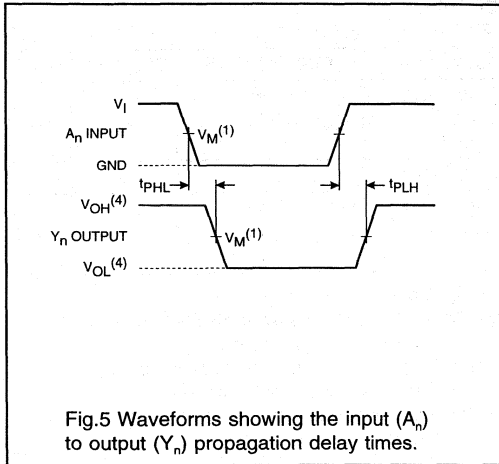 VI
An INPUT
VM(1)
GND
tPHL
tPLH
VOH(4)
Yn OUTPUT
VM(1)
VOL(4)
Fig.5 Waveforms showing the input (An)
to output (Yn) propagation delay times.